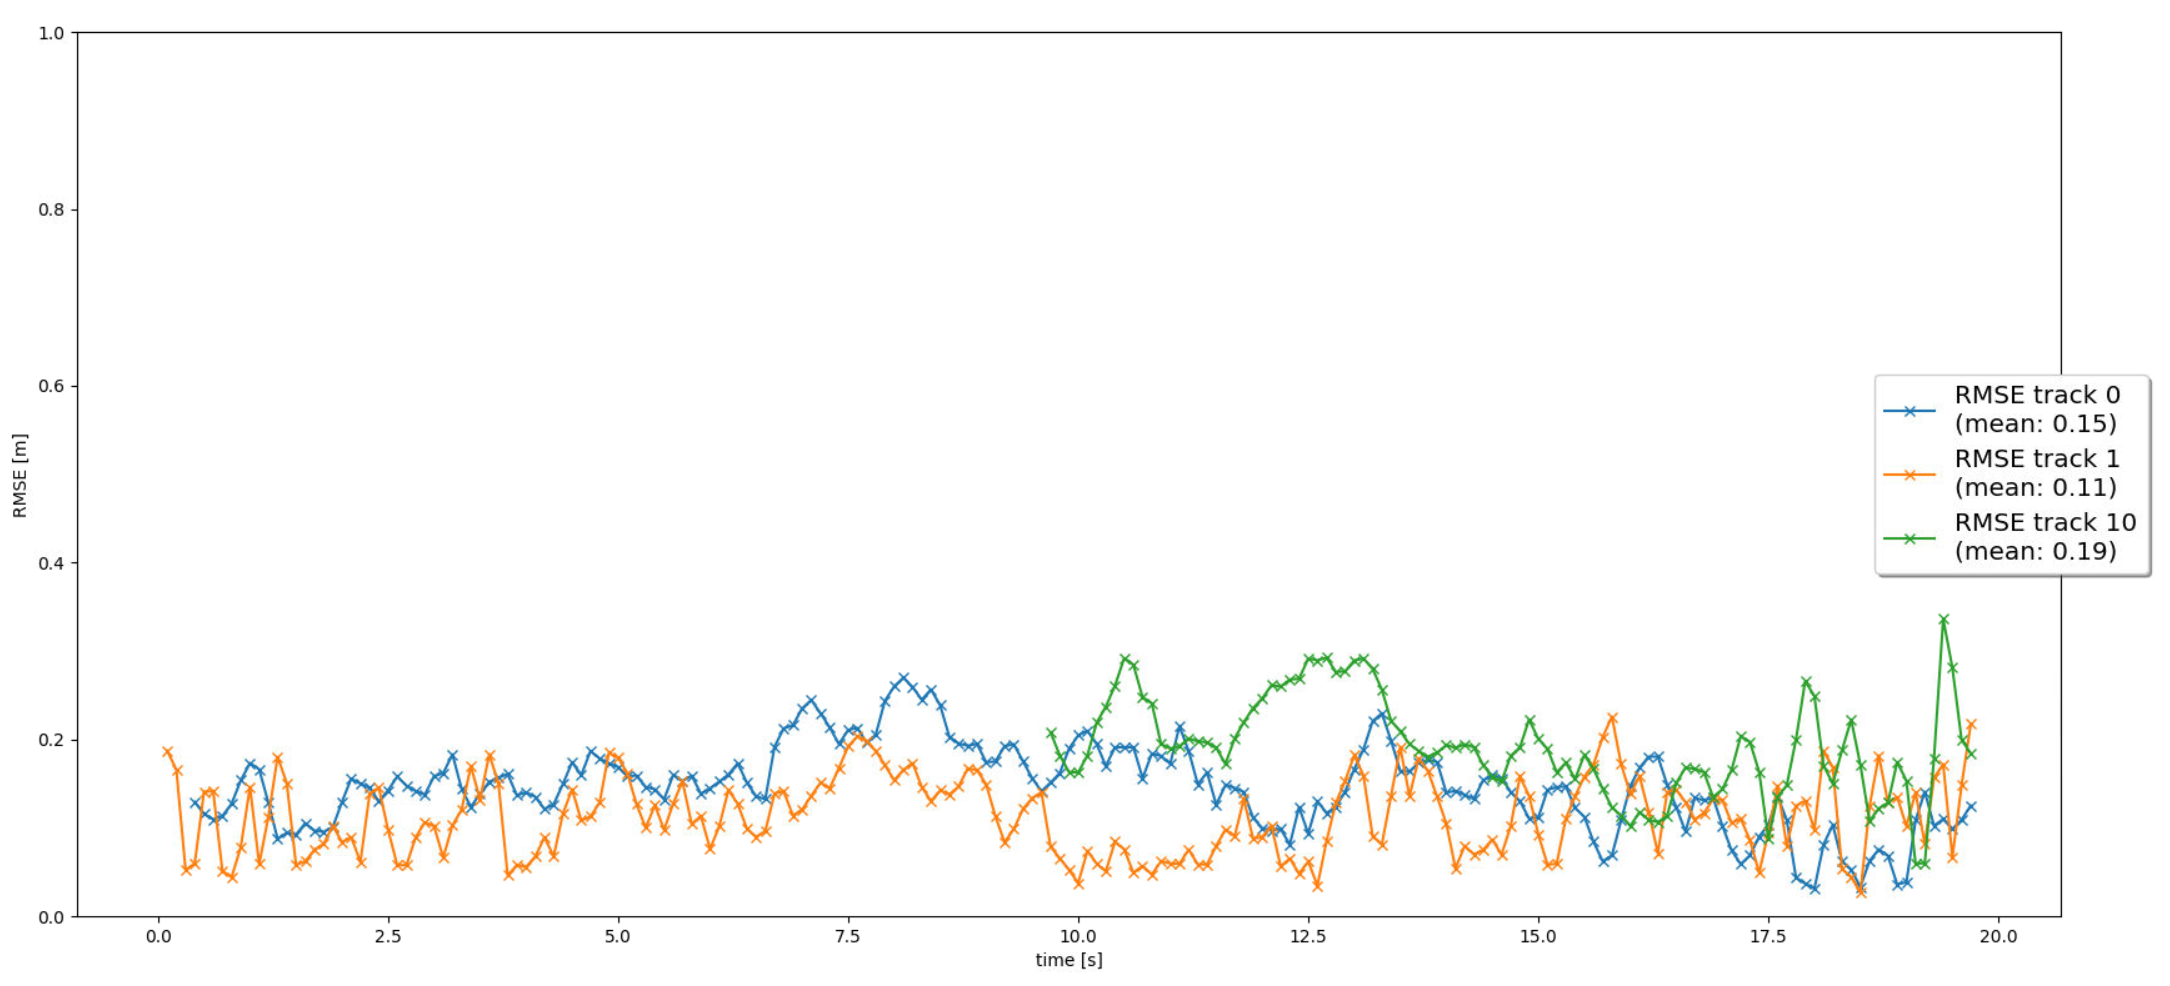 1.0
0.8
0.6
0.4
0.2
0.0
RMSE [m]
0.0 2.5 5.0 7.5 10.0 12.5 15.0 17.5 20.0
time [s]
RMSE track 0
(mean: 0.15)
RMSE track 1
(mean: 0.11)
RMSE track 10
(mean: 0.19)